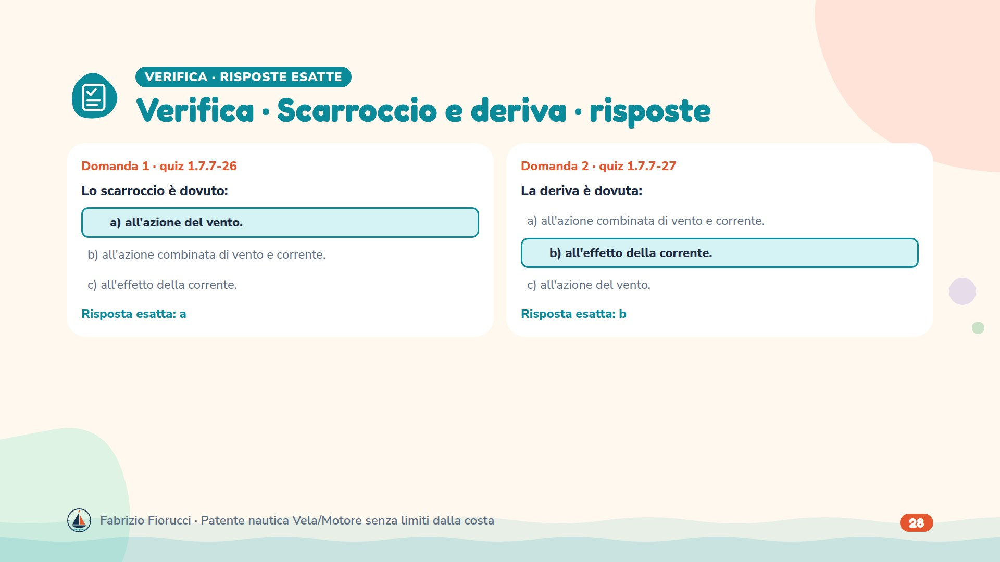 VERIFICA · RISPOSTE ESATTE
Verifica · Scarroccio e deriva · risposte
Domanda 1 · quiz 1.7.7-26
Lo scarroccio è dovuto:
a) all'azione del vento.
b) all'azione combinata di vento e corrente.
c) all'effetto della corrente.
Risposta esatta: a
Domanda 2 · quiz 1.7.7-27
La deriva è dovuta:
a) all'azione combinata di vento e corrente.
b) all'effetto della corrente.
c) all'azione del vento.
Risposta esatta: b
Fabrizio Fiorucci · Patente nautica Vela/Motore senza limiti dalla costa
28